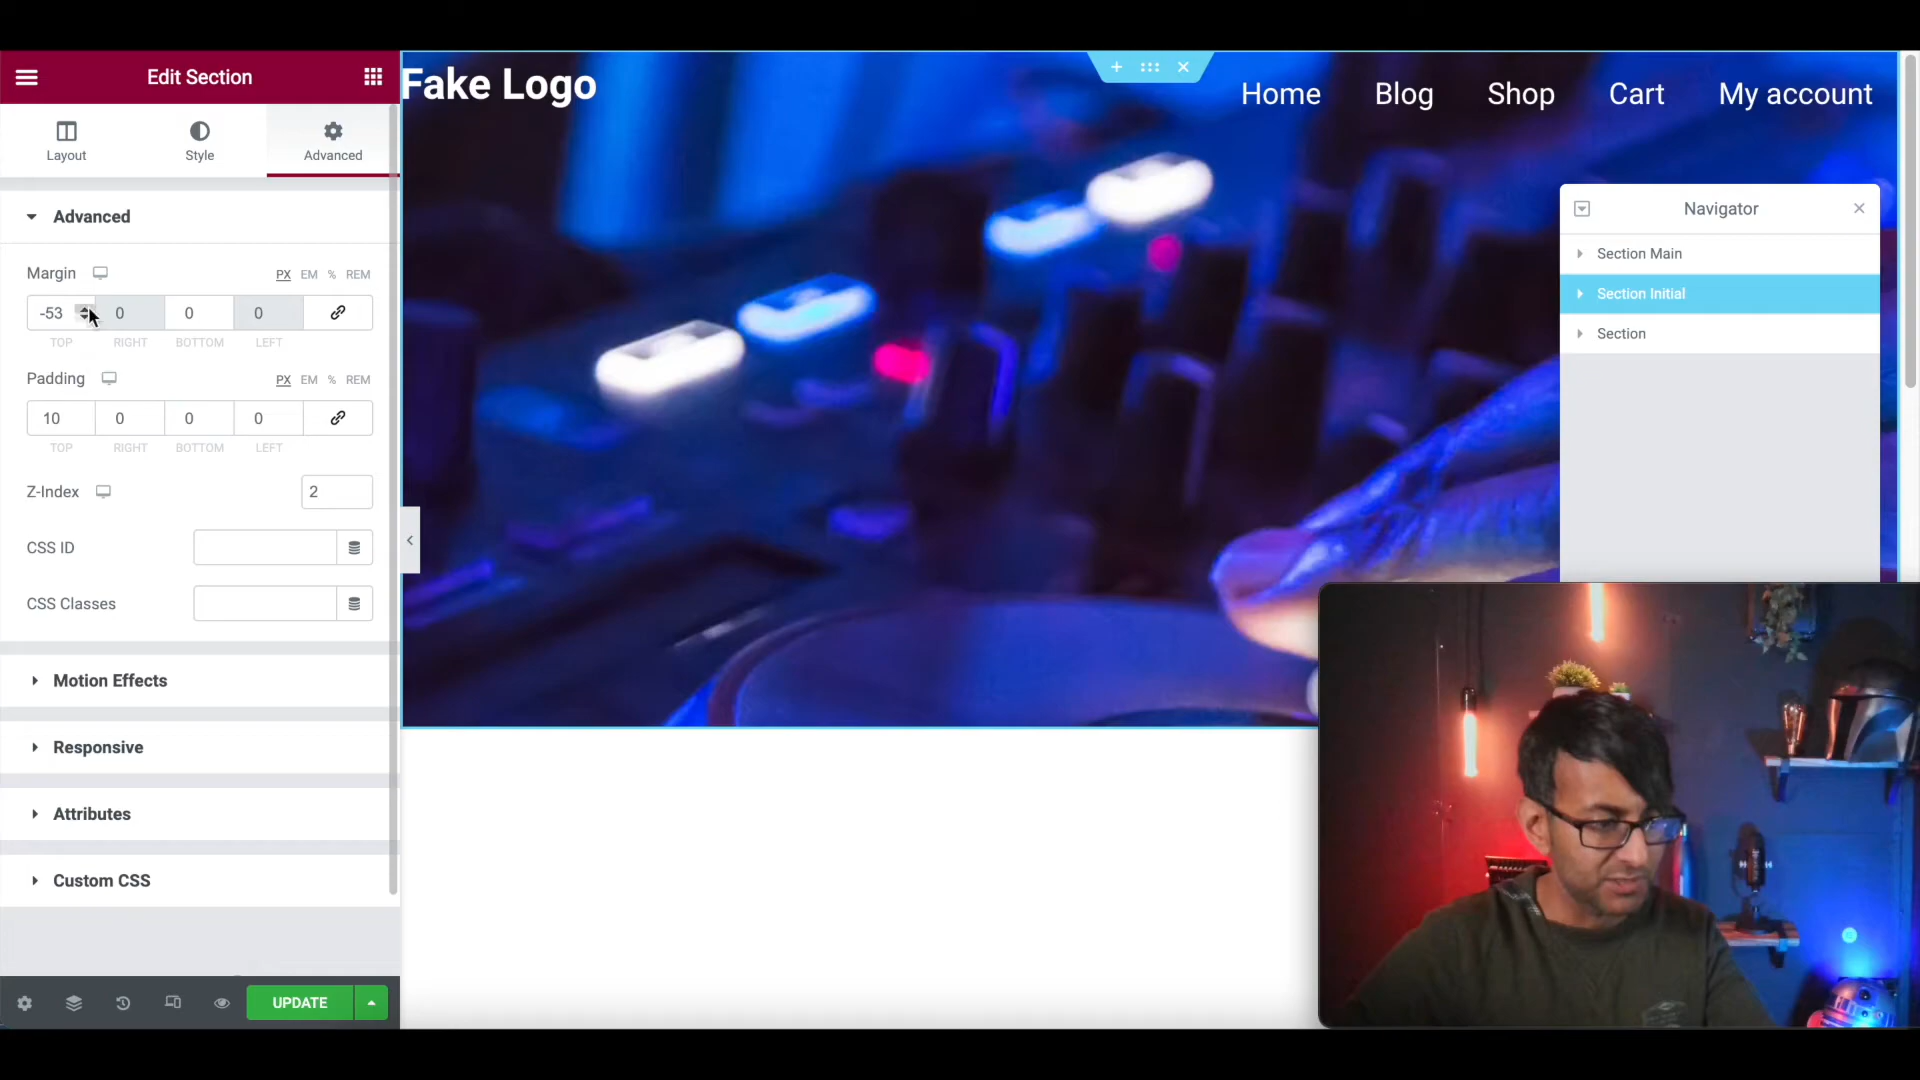 Edit Section
Layout
Style
Advanced
Advanced
Margin
PX EM % REM
-53 0 0 0
TOP RIGHT BOTTOM LEFT
Padding
PX EM % REM
10 0 0 0
TOP RIGHT BOTTOM LEFT
Z-Index
2
CSS ID
CSS Classes
Motion Effects
Responsive
Attributes
Custom CSS
UPDATE
Fake Logo
Home Blog Shop Cart My account
Navigator
Section Main
Section Initial
Section